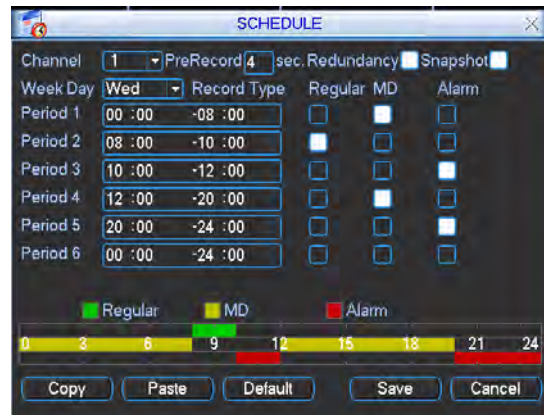 SCHEDULE
Channel 1 PreRecord 4 sec. Redundancy Snapshot
Week Day Wed Record Type Regular MD Alarm
Period 1 00 :00 -08 :00
Period 2 08 :00 -10 :00
Period 3 10 :00 -12 :00
Period 4 12 :00 -20 :00
Period 5 20 :00 -24 :00
Period 6 00 :00 -24 :00
Regular MD Alarm
0 3 6 9 12 15 18 21 24
Copy Paste Default Save Cancel